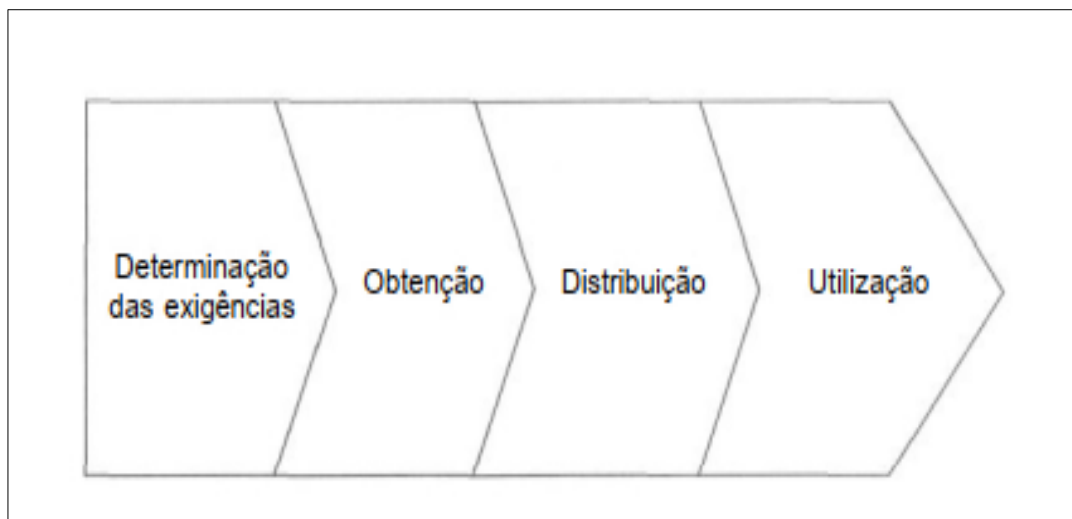 Determinação
das exigências
Obtenção
Distribuição
Utilização